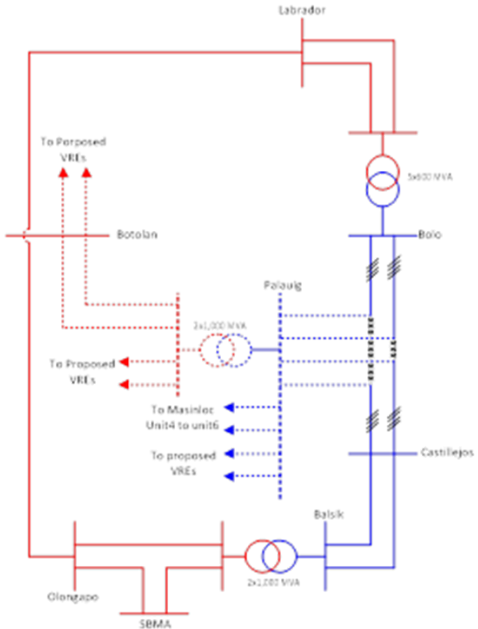 Labrador
To Porposed
VREs
5x600 MVA
Botolan
Bolo
Palauig
2x1,000 MVA
To Proposed
VREs
To Masinloc
Unit4 to unit6
To proposed
VREs
Castillejos
Balsik
2x1,000 MVA
Olongapo
SBMA